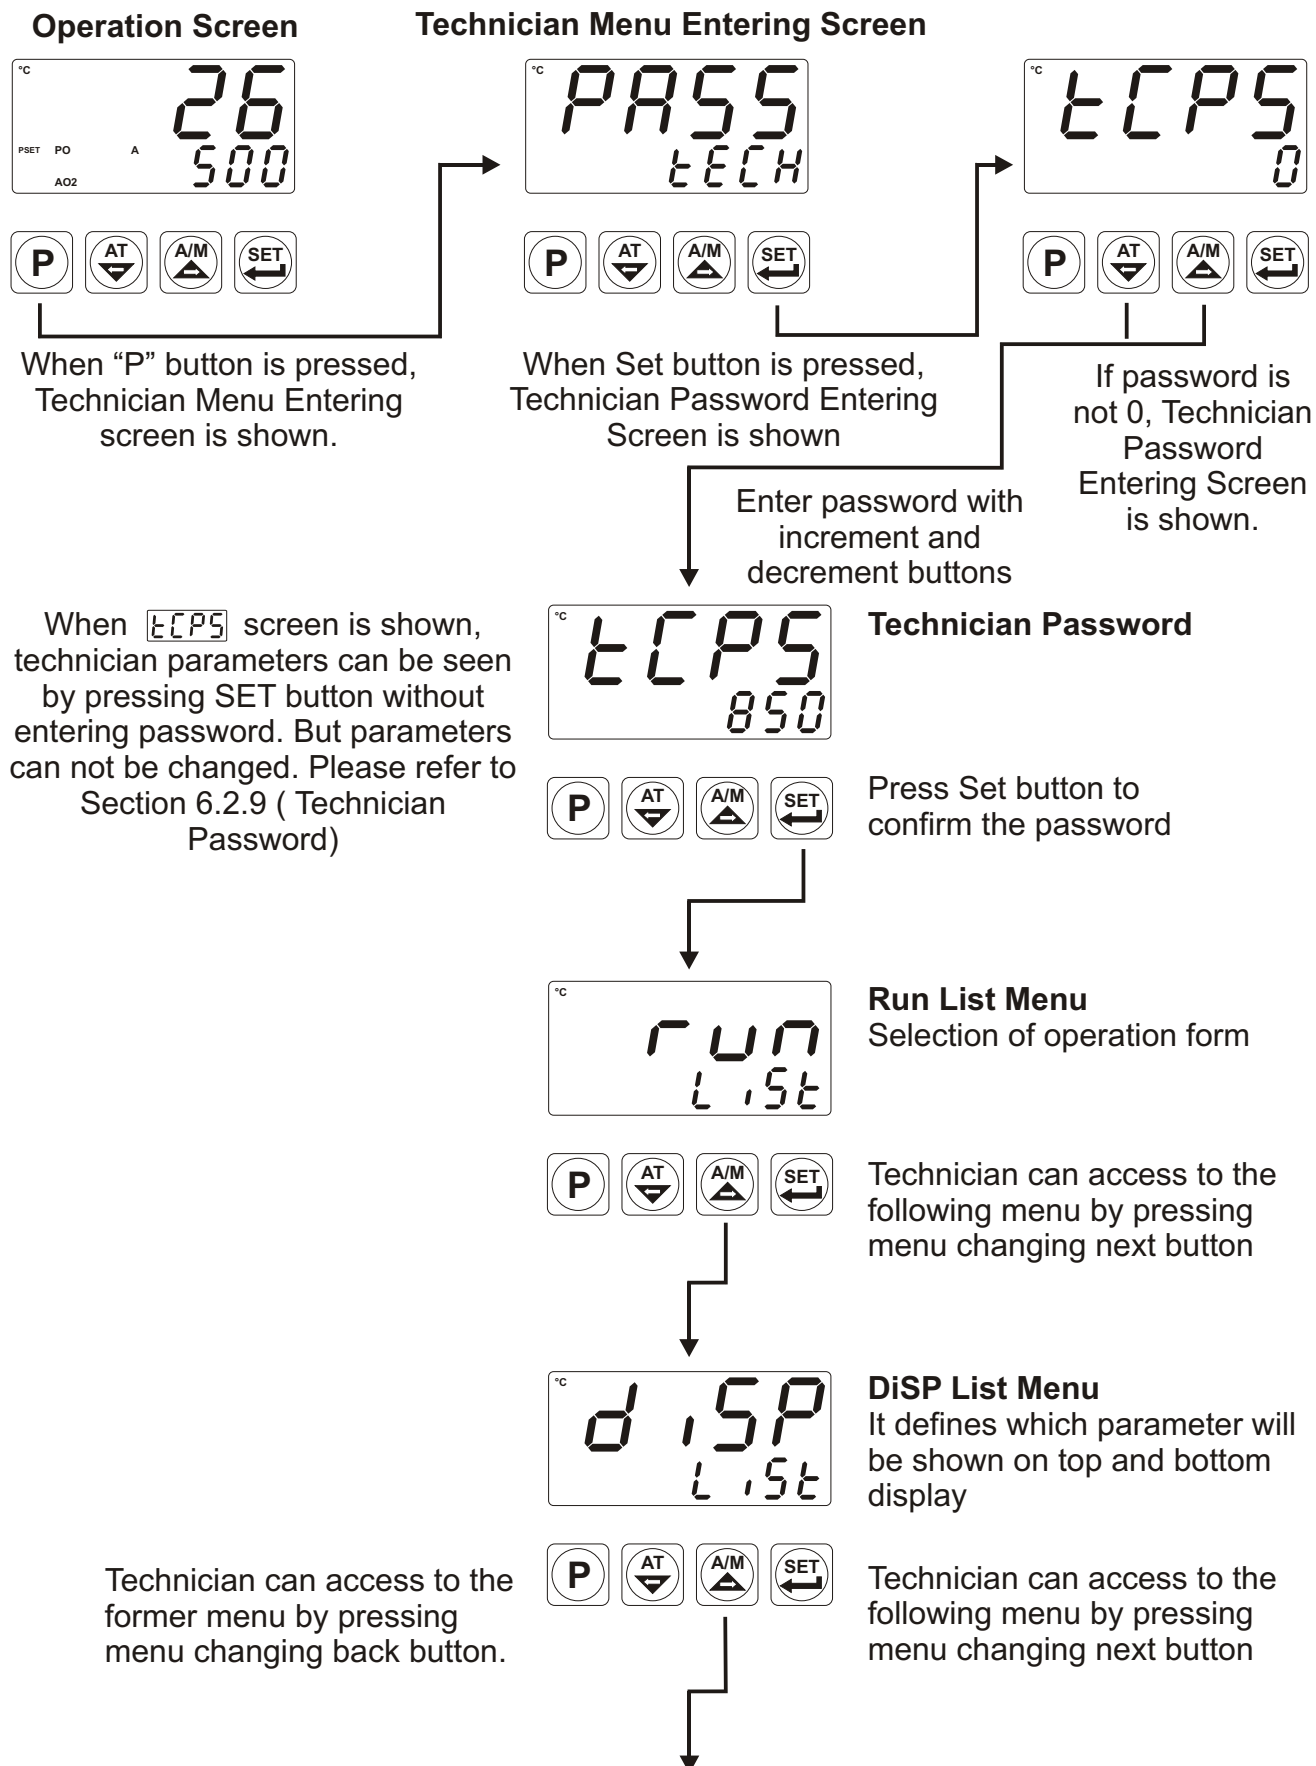 Operation Screen
Technician Menu Entering Screen
°C
26
PSET PO A
500
AO2
°C
PASS
tECH
°C
tCPS
0
P AT A/M SET
P AT A/M SET
P AT A/M SET
When “P” button is pressed,
Technician Menu Entering
screen is shown.
When Set button is pressed,
Technician Password Entering
Screen is shown
If password is
not 0, Technician
Password
Entering Screen
is shown.
Enter password with
increment and
decrement buttons
When tCPS screen is shown,
technician parameters can be seen
by pressing SET button without
entering password. But parameters
can not be changed. Please refer to
Section 6.2.9 ( Technician
Password)
°C
tCPS
850
Technician Password
P AT A/M SET
Press Set button to
confirm the password
°C
run
LiSt
Run List Menu
Selection of operation form
P AT A/M SET
Technician can access to the
following menu by pressing
menu changing next button
°C
diSP
LiSt
DiSP List Menu
It defines which parameter will
be shown on top and bottom
display
P AT A/M SET
Technician can access to the
former menu by pressing
menu changing back button.
Technician can access to the
following menu by pressing
menu changing next button